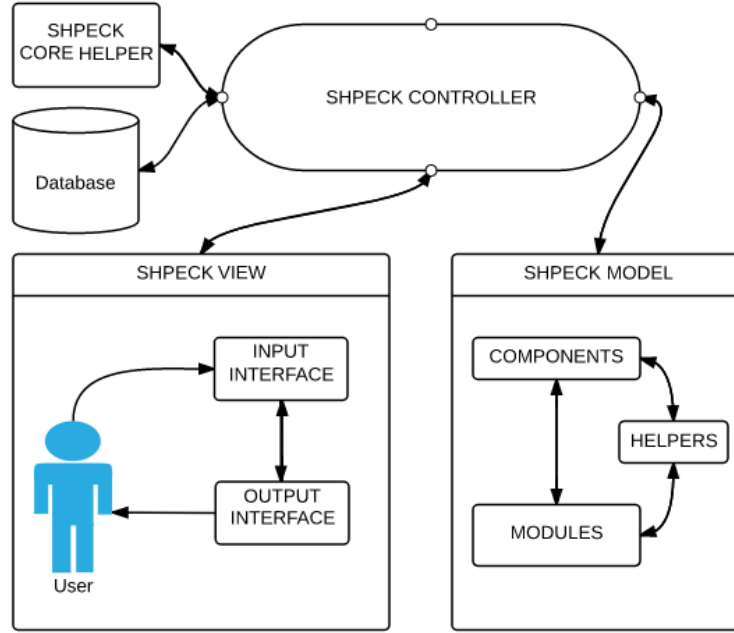 SHPECK
CORE HELPER
SHPECK CONTROLLER
Database
SHPECK VIEW
INPUT
INTERFACE
OUTPUT
INTERFACE
User
SHPECK MODEL
COMPONENTS
HELPERS
MODULES